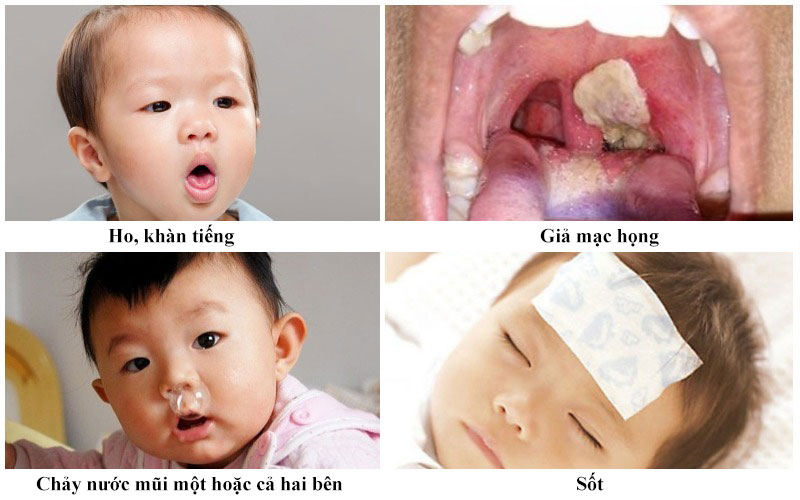 Ho, khàn tiếng
Giả mạc họng
Chảy nước mũi một hoặc cả hai bên
Sốt